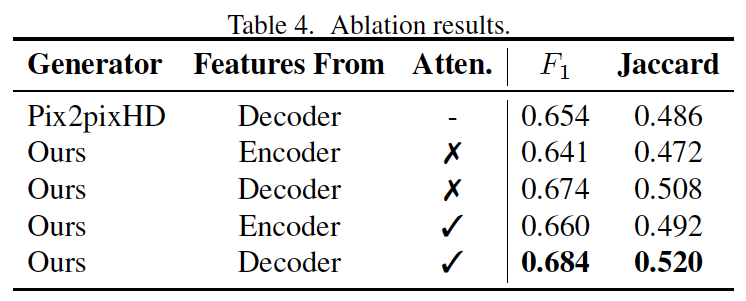 Table 4. Ablation results.
Generator Features From Atten. F1 Jaccard
Pix2pixHD Decoder - 0.654 0.486
Ours Encoder ✗ 0.641 0.472
Ours Decoder ✗ 0.674 0.508
Ours Encoder ✓ 0.660 0.492
Ours Decoder ✓ 0.684 0.520